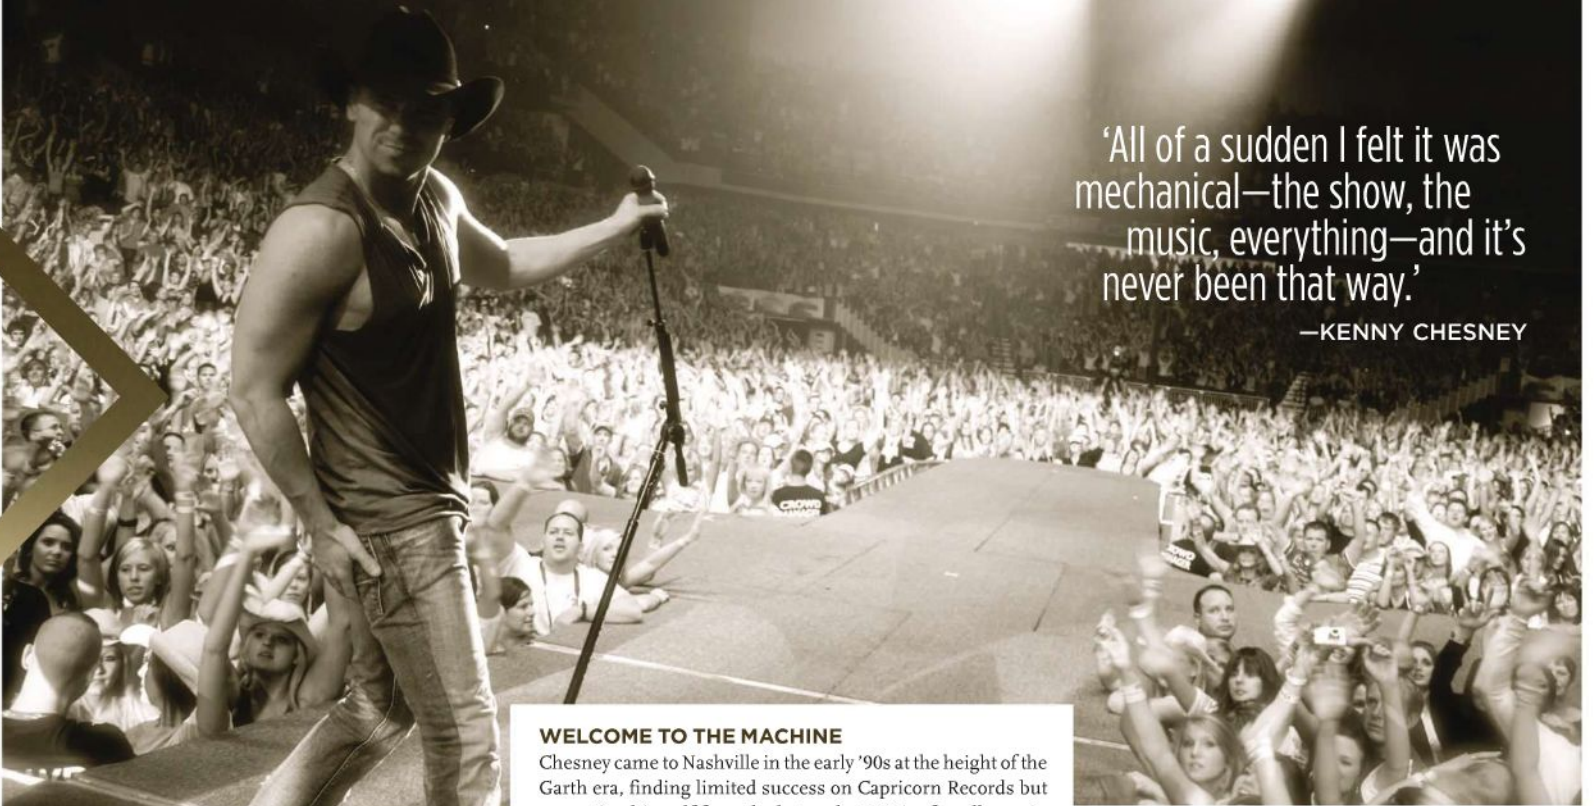 ‘All of a sudden I felt it was
mechanical—the show, the
music, everything—and it’s
never been that way.’
—KENNY CHESNEY
CROWD
WELCOME TO THE MACHINE
Chesney came to Nashville in the early ’90s at the height of the
Garth era, finding limited success on Capricorn Records but